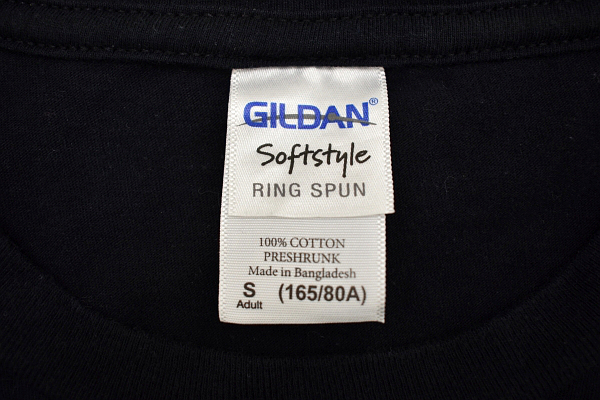 GILDAN®
Softstyle
RING SPUN
100% COTTON
PRESHRUNK
Made in Bangladesh
S (165/80A)
Adult